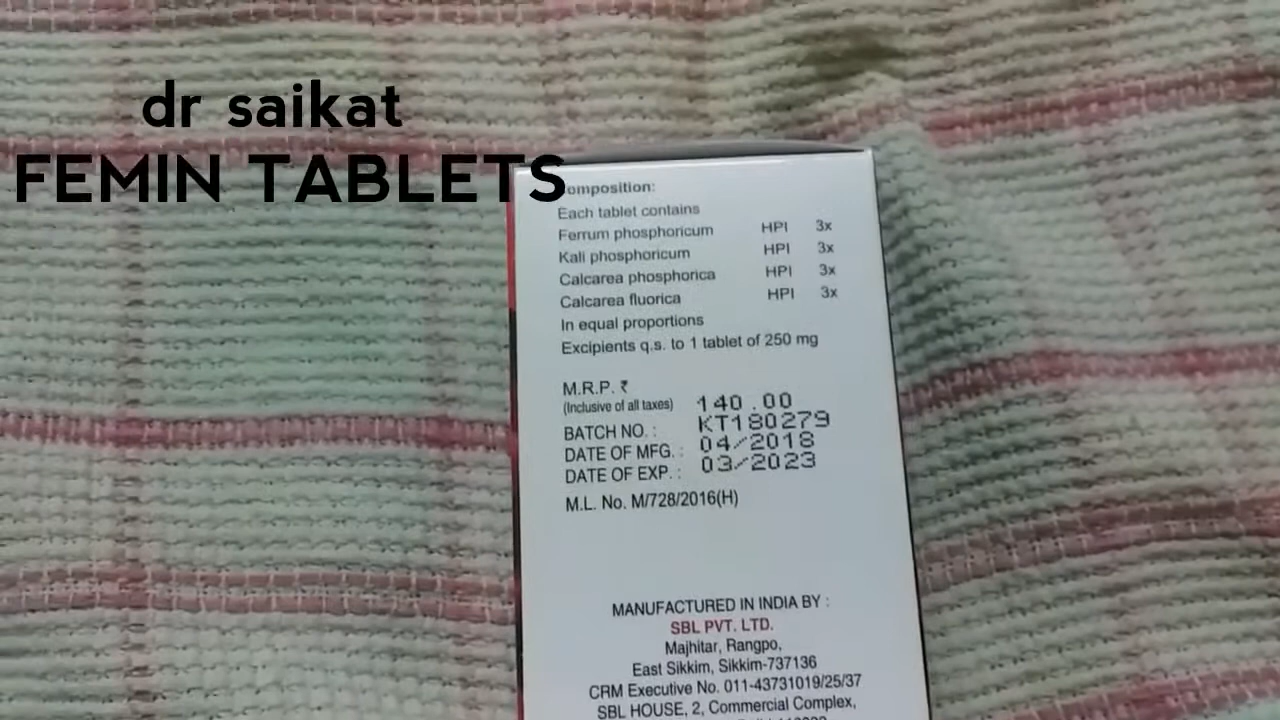 dr saikat
FEMIN TABLETS
omposition:
Each tablet contains
Ferrum phosphoricum HPI 3x
Kali phosphoricum HPI 3x
Calcarea phosphorica HPI 3x
Calcarea fluorica HPI 3x
In equal proportions
Excipients q.s. to 1 tablet of 250 mg
M.R.P. ₹
(Inclusive of all taxes) 140.00
BATCH NO. : KT180279
DATE OF MFG. : 04/2018
DATE OF EXP. : 03/2023
M.L. No. M/728/2016(H)
MANUFACTURED IN INDIA BY :
SBL PVT. LTD.
Majhitar, Rangpo,
East Sikkim, Sikkim-737136
CRM Executive No. 011-43731019/25/37
SBL HOUSE, 2, Commercial Complex,